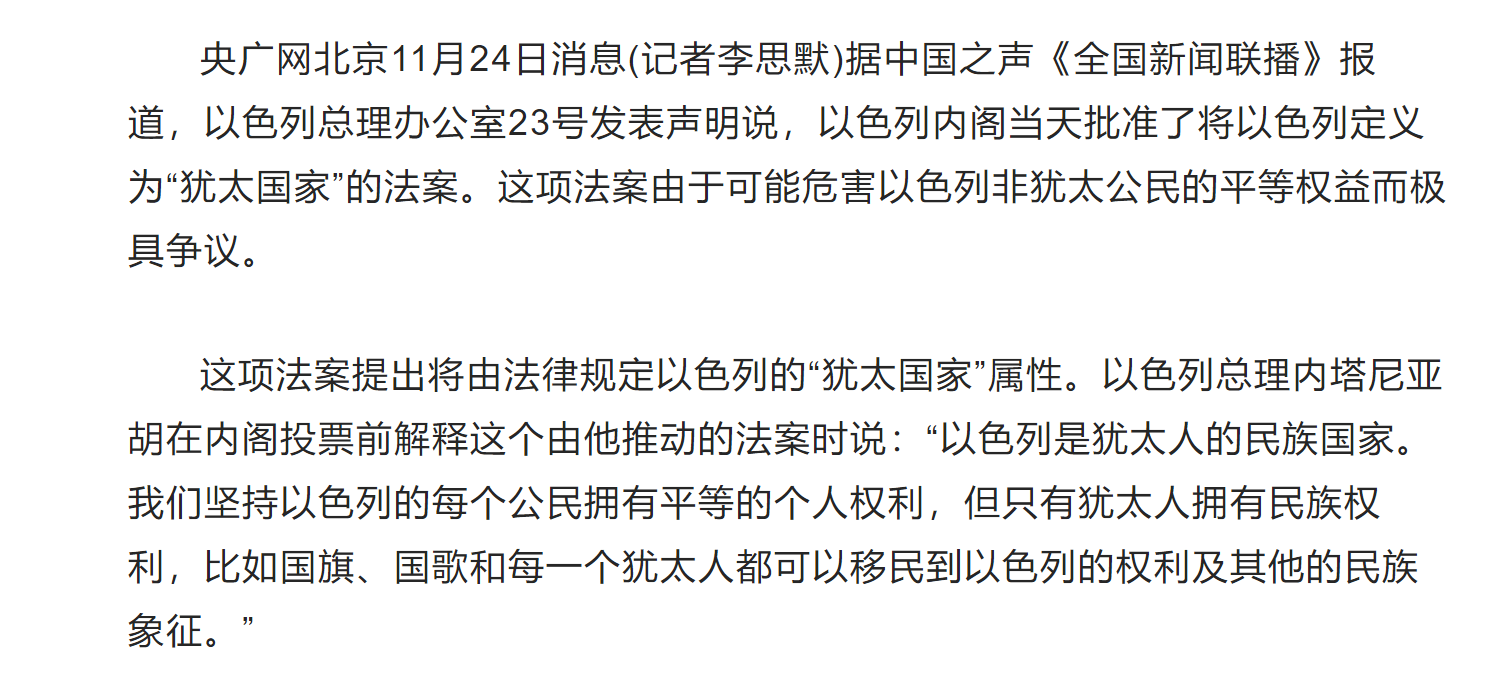 央广网北京11月24日消息(记者李思默)据中国之声《全国新闻联播》报
道，以色列总理办公室23号发表声明说，以色列内阁当天批准了将以色列定义
为“犹太国家”的法案。这项法案由于可能危害以色列非犹太公民的平等权益而极
具争议。
这项法案提出将由法律规定以色列的“犹太国家”属性。以色列总理内塔尼亚
胡在内阁投票前解释这个由他推动的法案时说：“以色列是犹太人的民族国家。
我们坚持以色列的每个公民拥有平等的个人权利，但只有犹太人拥有民族权
利，比如国旗、国歌和每一个犹太人都可以移民到以色列的权利及其他的民族
象征。”